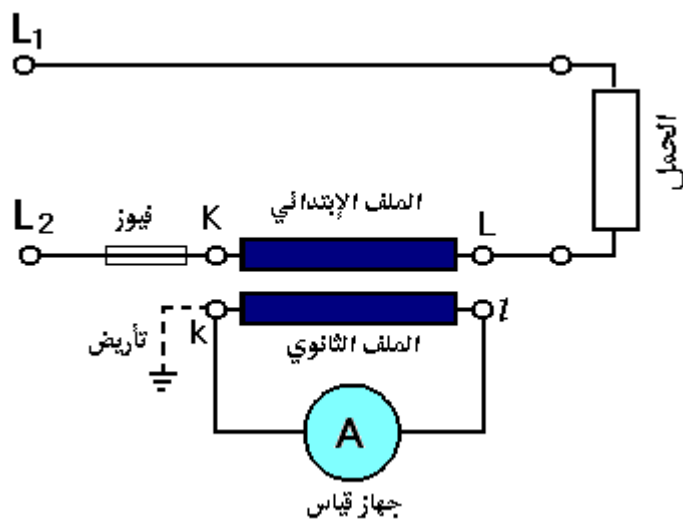 L1
الحمل
L2
فيوز
K
الملف الإبتدائي
L
تأريض
k
الملف الثانوي
l
A
جهاز قياس